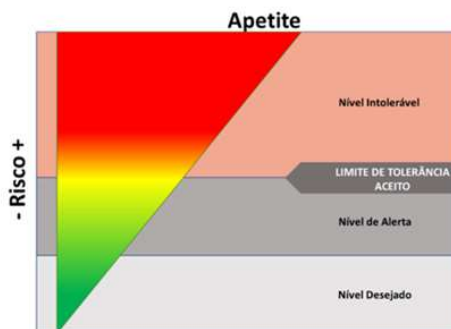 Apetite
- Risco +
Nível Intolerável
LIMITE DE TOLERÂNCIA
ACEITO
Nível de Alerta
Nível Desejado